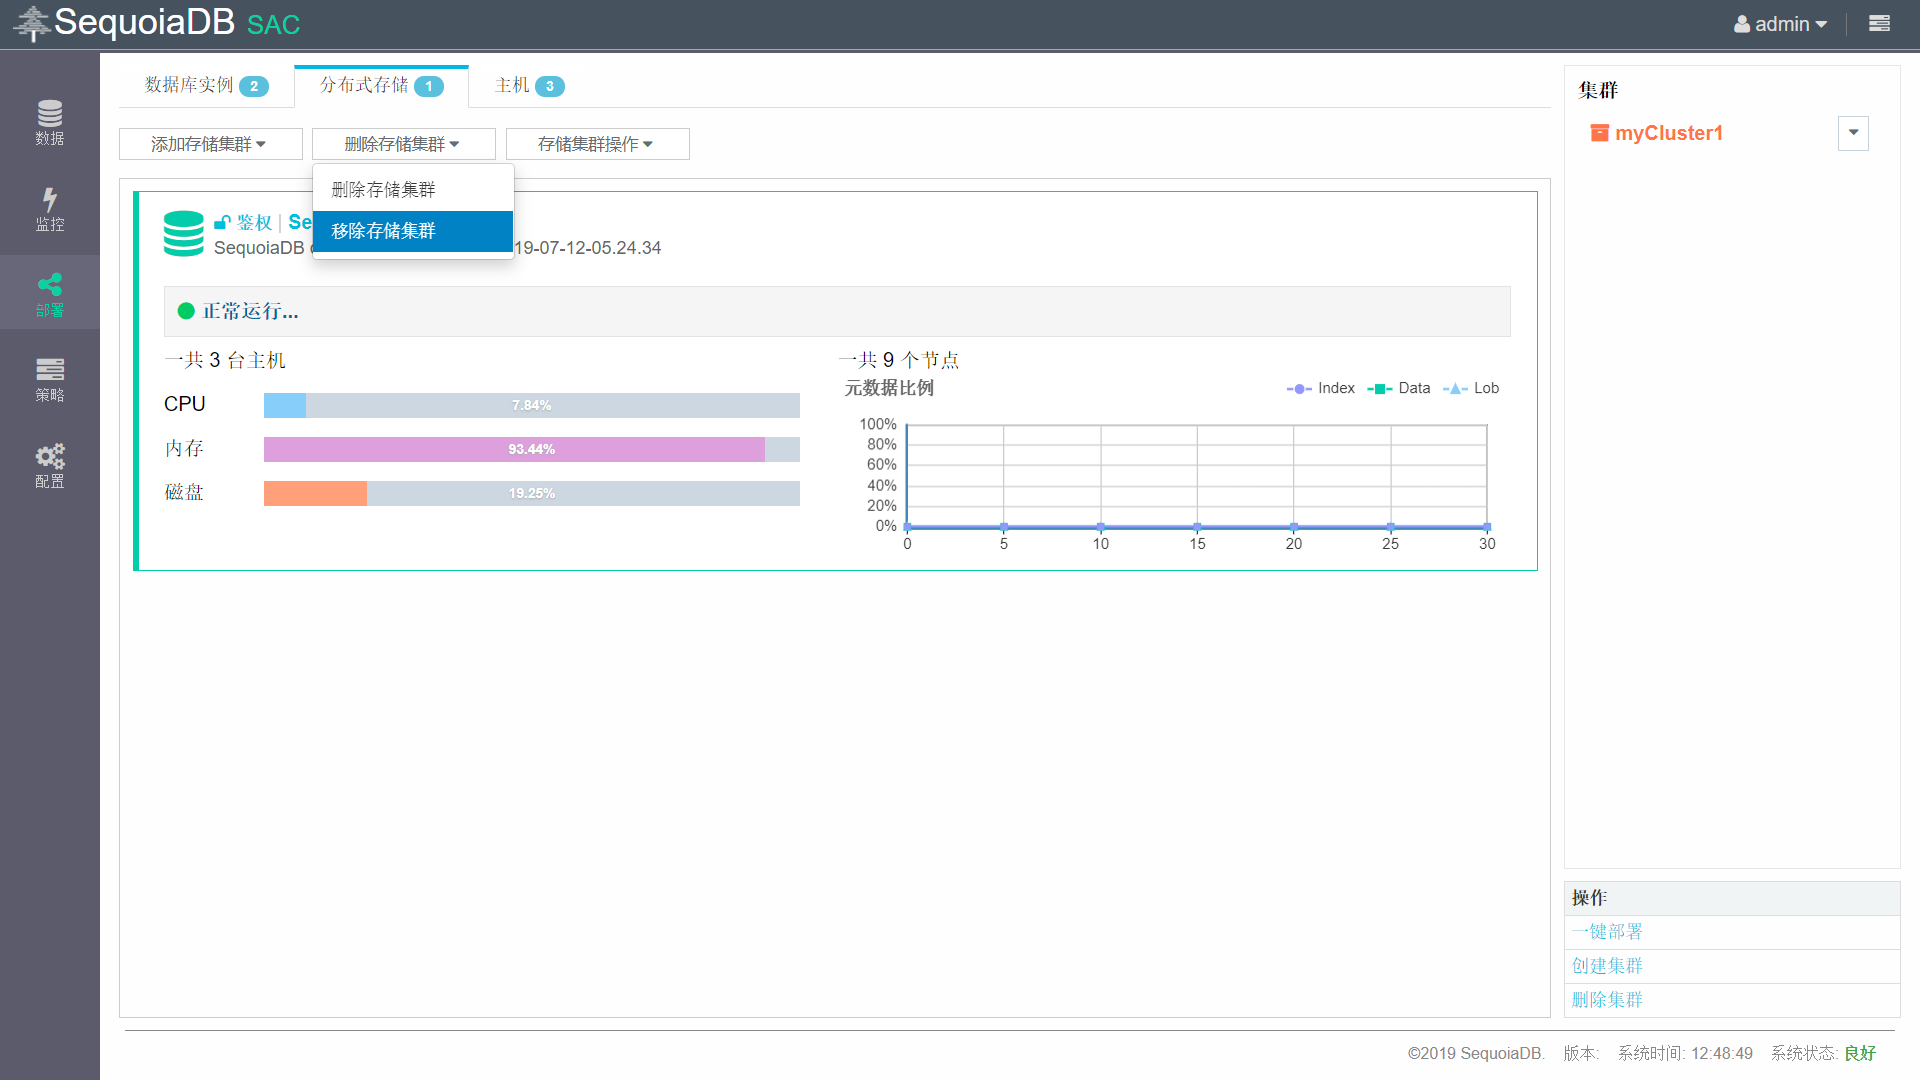 SequoiaDB SAC
admin
数据
监控
部署
策略
配置
数据库实例 2
分布式存储 1
主机 3
添加存储集群
删除存储集群
存储集群操作
删除存储集群
移除存储集群
鉴权 | Se
SequoiaDB 19-07-12-05.24.34
正常运行...
一共 3 台主机
CPU 7.84%
内存 93.44%
磁盘 19.25%
一共 9 个节点
元数据比例
Index Data Lob
100%
80%
60%
40%
20%
0%
0 5 10 15 20 25 30
集群
myCluster1
操作
一键部署
创建集群
删除集群
©2019 SequoiaDB. 版本: 系统时间: 12:48:49 系统状态: 良好